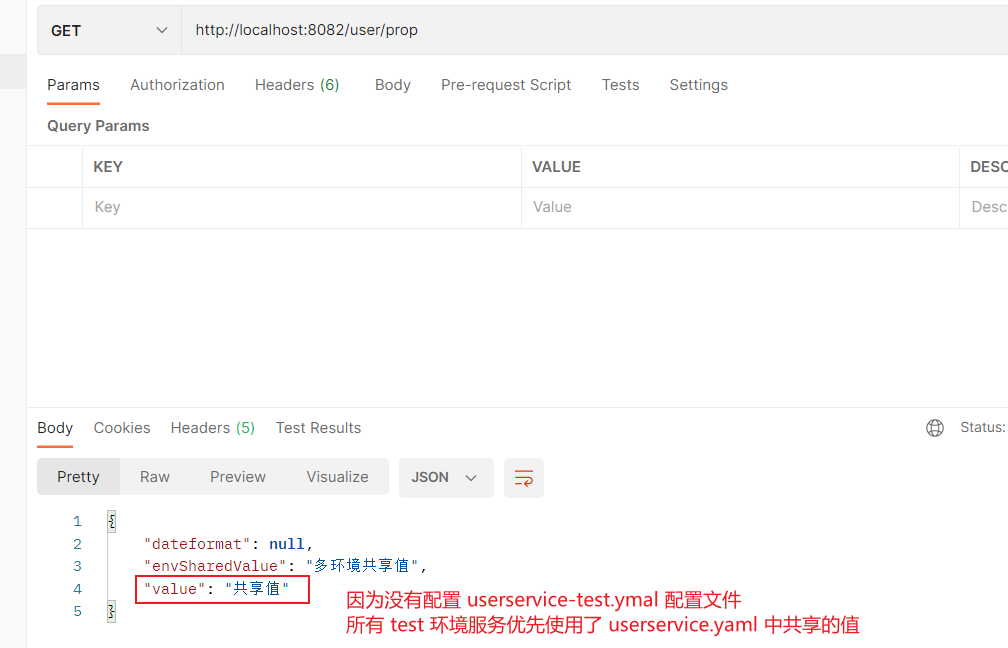 GET http://localhost:8082/user/prop
Params Authorization Headers (6) Body Pre-request Script Tests Settings
Query Params
KEY VALUE DESC
Key Value Desc
Body Cookies Headers (5) Test Results Status:
Pretty Raw Preview Visualize JSON
1 {
2 "dateformat": null,
3 "envSharedValue": "多环境共享值",
4 "value": "共享值"
5 }
因为没有配置 userservice-test.ymal 配置文件
所有 test 环境服务优先使用了 userservice.yaml 中共享的值